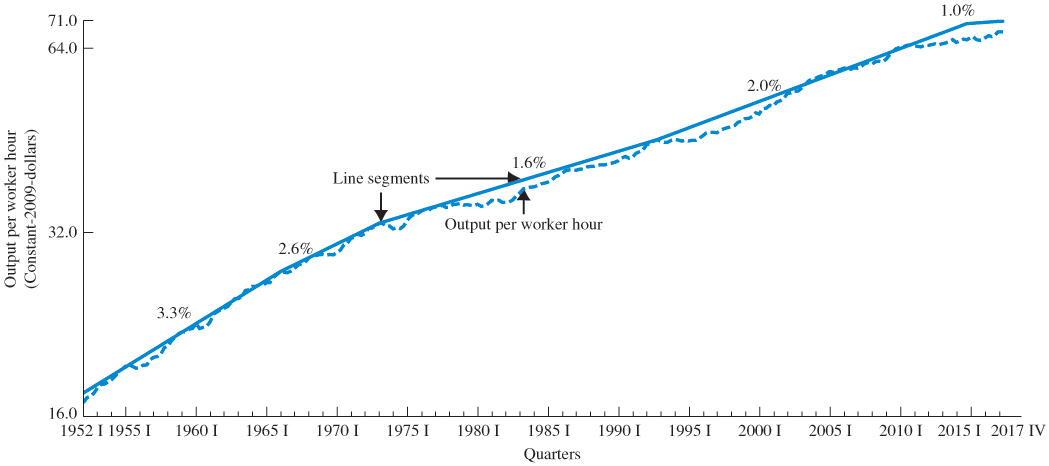 71.0
64.0
32.0
16.0
Output per worker hour
(Constant-2009-dollars)
3.3%
2.6%
1.6%
2.0%
1.0%
Line segments
Output per worker hour
1952 I 1955 I 1960 I 1965 I 1970 I 1975 I 1980 I 1985 I 1990 I 1995 I 2000 I 2005 I 2010 I 2015 I 2017 IV
Quarters